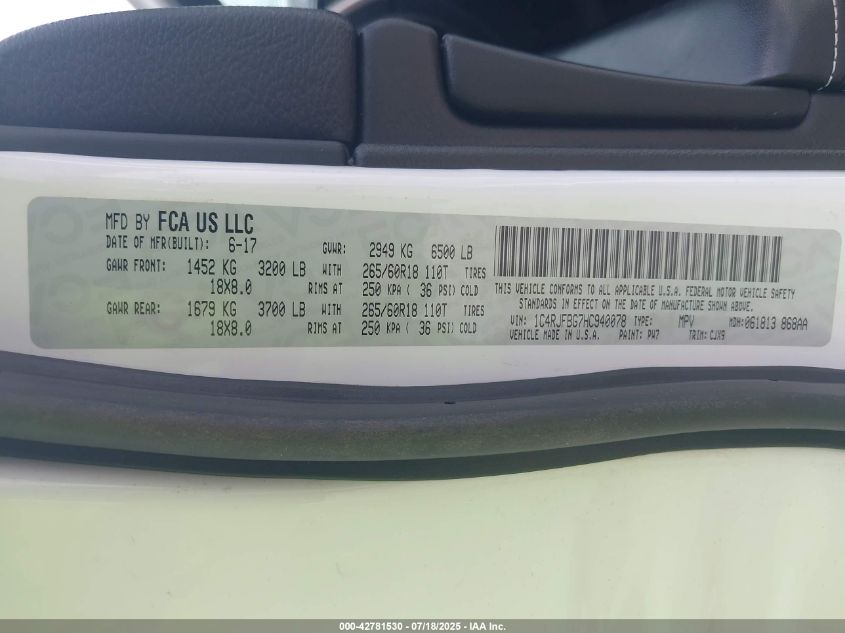 MFD BY FCA US LLC
DATE OF MFR(BUILT): 6-17 GVWR: 2949 KG 6500 LB
GAWR FRONT: 1452 KG 3200 LB WITH 265/60R18 110T TIRES
18X8.0 RIMS AT 250 KPA ( 36 PSI) COLD
GAWR REAR: 1679 KG 3700 LB WITH 265/60R18 110T TIRES
18X8.0 RIMS AT 250 KPA ( 36 PSI) COLD
THIS VEHICLE CONFORMS TO ALL APPLICABLE U.S.A. FEDERAL MOTOR VEHICLE SAFETY
STANDARDS IN EFFECT ON THE DATE OF MANUFACTURE SHOWN ABOVE.
VIN: 1C4RJFBG7HC940078 TYPE: MPV MDH:061813 868AA
VEHICLE MADE IN U.S.A. PAINT: PW7 TRIM: CJX9
000-42781530 - 07/18/2025 - IAA Inc.